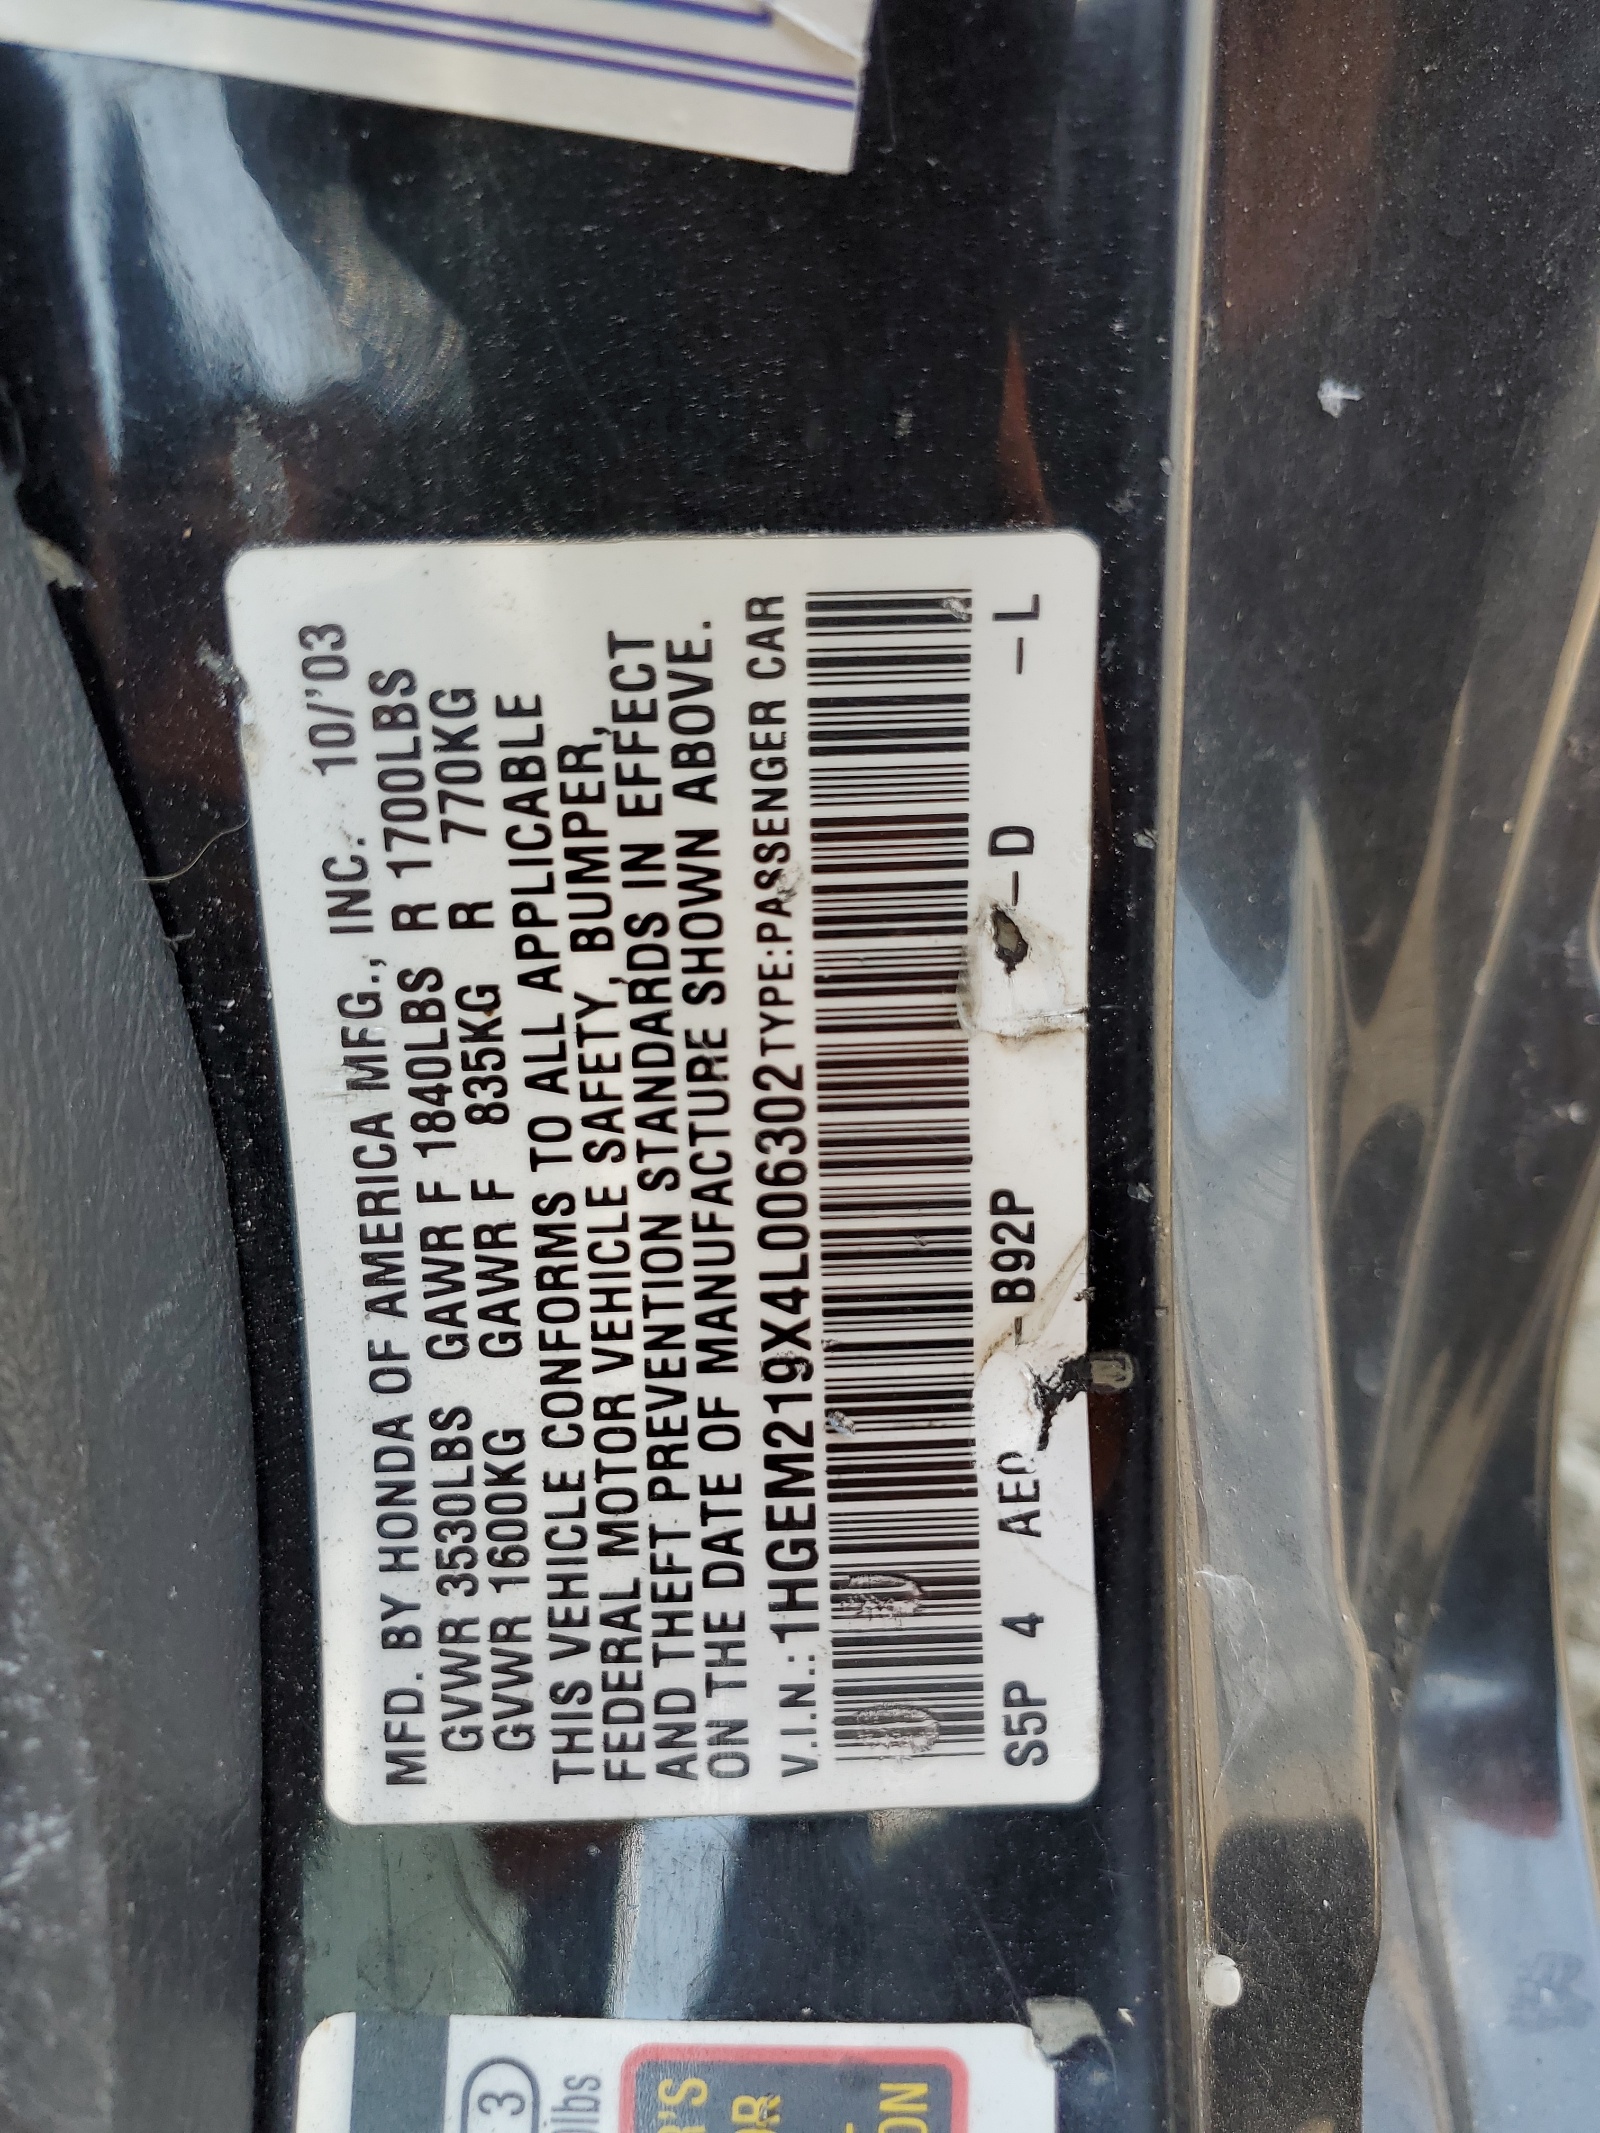 MFD. BY HONDA OF AMERICA MFG., INC. 10/'03
GVWR 3530LBS GAWR F 1840LBS R 1700LBS
GVWR 1600KG GAWR F 835KG R 770KG
THIS VEHICLE CONFORMS TO ALL APPLICABLE
FEDERAL MOTOR VEHICLE SAFETY, BUMPER,
AND THEFT PREVENTION STANDARDS IN EFFECT
ON THE DATE OF MANUFACTURE SHOWN ABOVE.
V.I.N.: 1HGEM219X4L006302 TYPE:PASSENGER CAR
S5P 4 - B92P -D -L
3